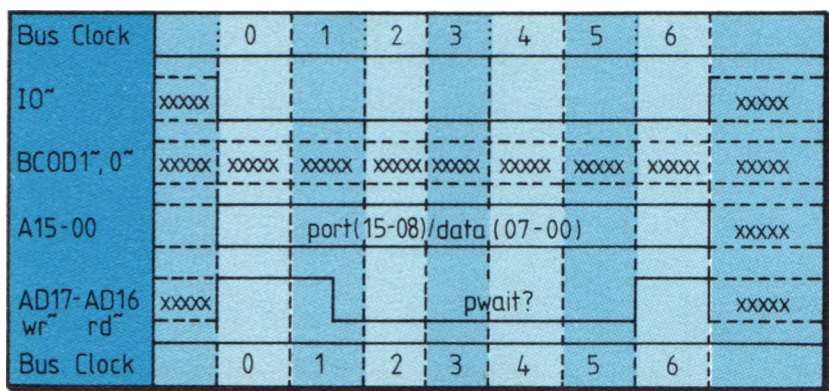 Bus Clock 0 1 2 3 4 5 6
IO~ xxxxx xxxxx
BCOD1~, 0~ xxxxx xxxxx xxxxx xxxxx xxxxx xxxxx xxxxx xxxxx xxxxx
A15-00 port(15-08)/data (07-00) xxxxx
AD17-AD16 xxxxx pwait? xxxxx
wr~ rd~
Bus Clock 0 1 2 3 4 5 6